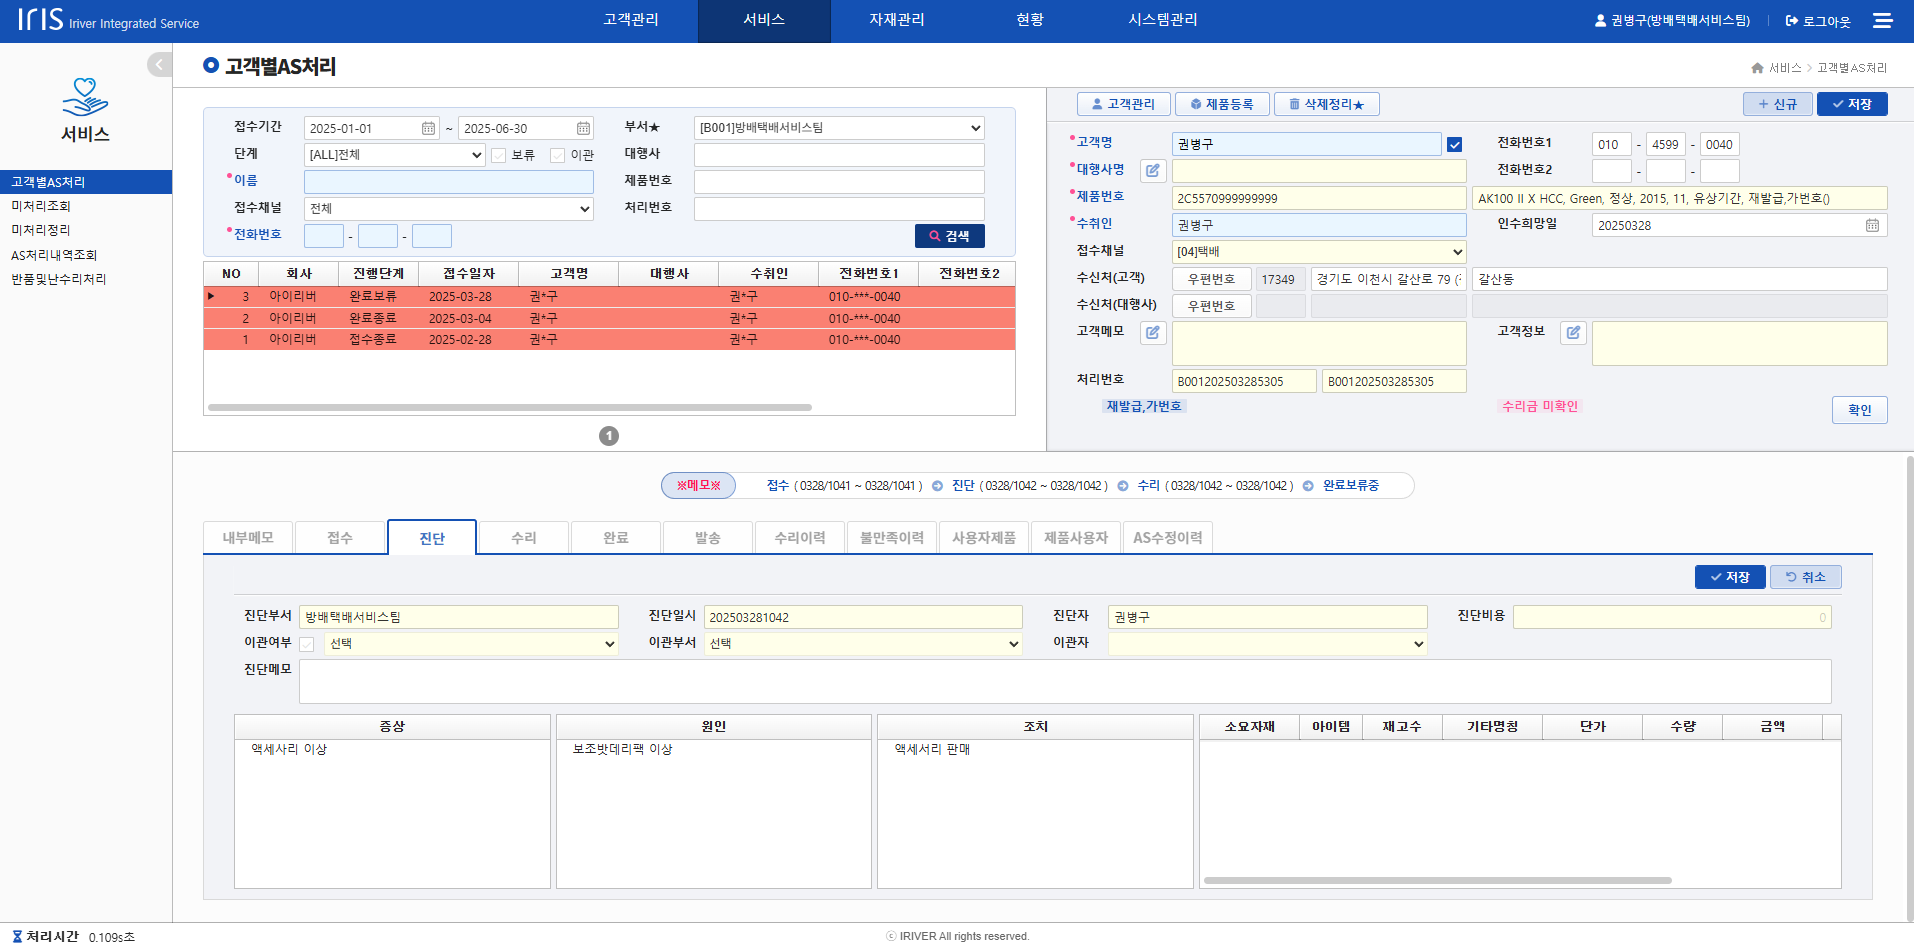 IRIS Iriver Integrated Service
고객관리 서비스 자재관리 현황 시스템관리
권병구(방배택배서비스팀) 로그아웃
서비스
고객별AS처리
미처리조회
미처리정리
AS처리내역조회
반품및난수리처리
고객별AS처리
서비스 > 고객별AS처리
접수기간 2025-01-01 ~ 2025-06-30 부서★ [B001]방배택배서비스팀
단계 [ALL]전체 보류 이관 대행사
*이름 제품번호
접수채널 전체 처리번호
*전화번호 - - 검색
NO 회사 진행단계 접수일자 고객명 대행사 수취인 전화번호1 전화번호2
3 아이리버 완료보류 2025-03-28 권*구 권*구 010-***-0040
2 아이리버 완료종료 2025-03-04 권*구 권*구 010-***-0040
1 아이리버 접수종료 2025-02-28 권*구 권*구 010-***-0040
1
고객관리 제품등록 삭제정리★ + 신규 저장
*고객명 권병구 전화번호1 010 - 4599 - 0040
*대행사명 전화번호2 - -
*제품번호 2C5570999999999 AK100 II X HCC, Green, 정상, 2015, 11, 유상기간, 재발급,가번호()
*수취인 권병구 인수희망일 20250328
접수채널 [04]택배
수신처(고객) 우편번호 17349 경기도 이천시 갈산로 79 ( 갈산동
수신처(대행사) 우편번호
고객메모 고객정보
처리번호 B001202503285305 B001202503285305
재발급,가번호 수리금 미확인 확인
※메모※ 접수 ( 0328/1041 ~ 0328/1041 ) 진단 ( 0328/1042 ~ 0328/1042 ) 수리 ( 0328/1042 ~ 0328/1042 ) 완료보류중
내부메모 접수 진단 수리 완료 발송 수리이력 불만족이력 사용자제품 제품사용자 AS수정이력
저장 취소
진단부서 방배택배서비스팀 진단일시 202503281042 진단자 권병구 진단비용 0
이관여부 선택 이관부서 선택 이관자
진단메모
증상 원인 조치 소요자재 아이템 재고수 기타명칭 단가 수량 금액
액세사리 이상 보조밧데리팩 이상 액세서리 판매
처리시간 0.109s초
ⓒ IRIVER All rights reserved.